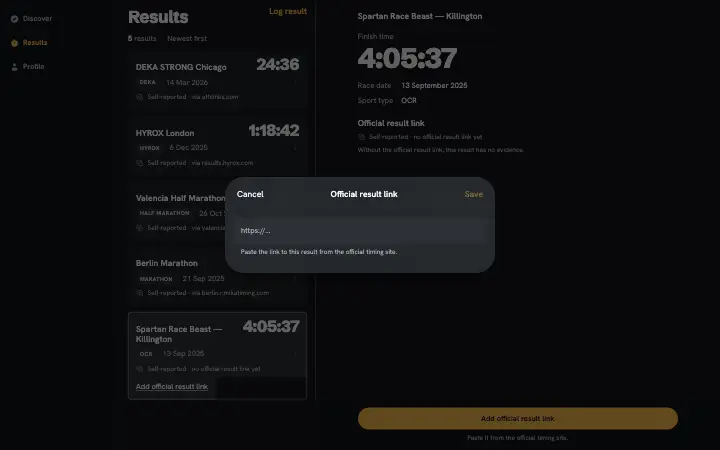 Discover
Results
Profile
Results
Log result
5 results Newest first
DEKA STRONG Chicago
24:36
DEKA 14 Mar 2026
Self-reported · via
HYROX London
1:18:42
HYROX 6 Dec 2025
Self-reported · via results.hyrox.com
Valencia Half Marathon
HALF MARATHON 26 Oct
Self-reported · via valencia
Berlin Marathon
MARATHON 21 Sep 2025
Self-reported · via berlin.r.mikatiming.com
Spartan Race Beast —
Killington
4:05:37
OCR 13 Sep 2025
Self-reported · no official result link yet
Add official result link
Spartan Race Beast — Killington
Finish time
4:05:37
Race date 13 September 2025
Sport type OCR
Official result link
Self-reported · no official result link yet
Without the official result link, this result has no evidence.
Cancel
Official result link
Save
https://...
Paste the link to this result from the official timing site.
Add official result link
Paste it from the official timing site.